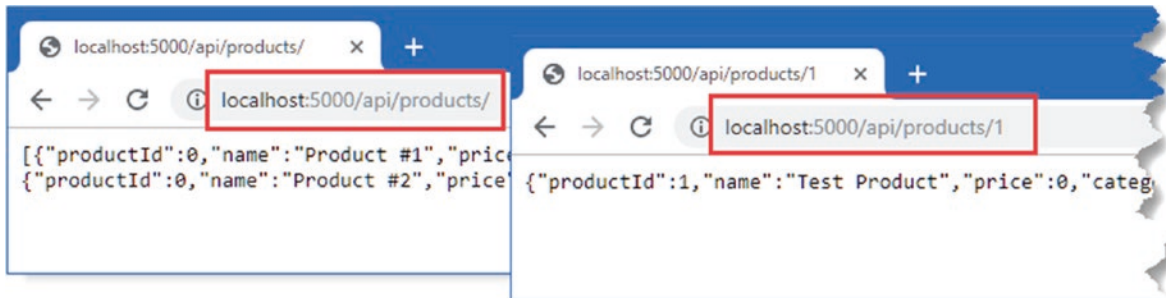 localhost:5000/api/products/
localhost:5000/api/products/
[{"productId":0,"name":"Product #1","price
{"productId":0,"name":"Product #2","price"
localhost:5000/api/products/1
localhost:5000/api/products/1
{"productId":1,"name":"Test Product","price":0,"categ